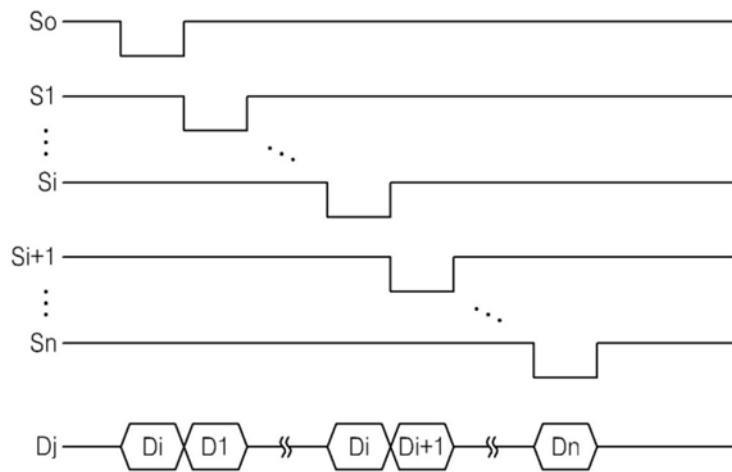 So
S1
Si
Si+1
Sn
Dj Di D1 Di Di+1 Dn